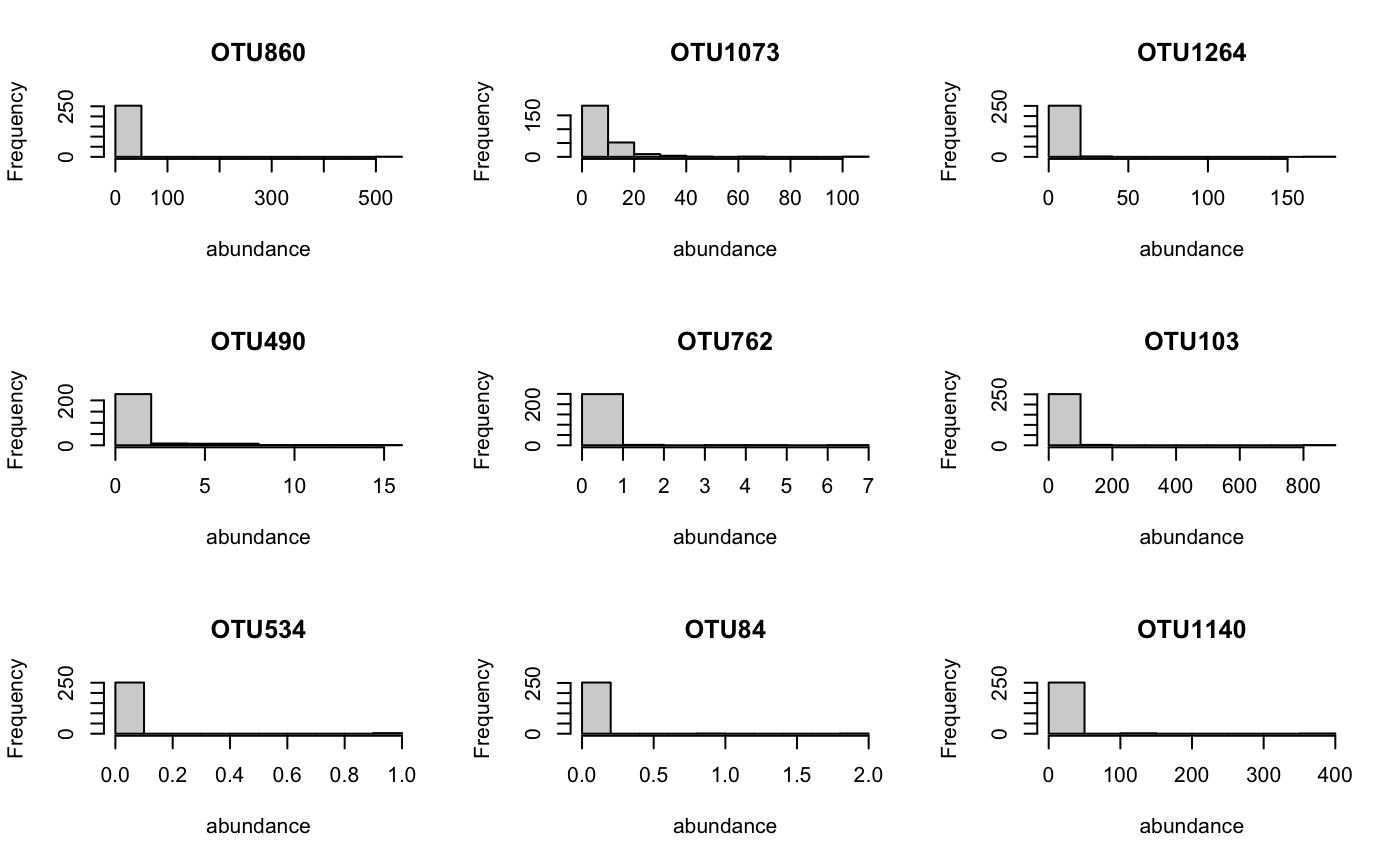 OTU860
Frequency
250
0
0 100 300 500
abundance
OTU1073
Frequency
150
0
0 20 40 60 80 100
abundance
OTU1264
Frequency
250
0
0 50 100 150
abundance
OTU490
Frequency
200
0
0 5 10 15
abundance
OTU762
Frequency
200
0
0 1 2 3 4 5 6 7
abundance
OTU103
Frequency
250
0
0 200 400 600 800
abundance
OTU534
Frequency
250
0
0.0 0.2 0.4 0.6 0.8 1.0
abundance
OTU84
Frequency
250
0
0.0 0.5 1.0 1.5 2.0
abundance
OTU1140
Frequency
250
0
0 100 200 300 400
abundance